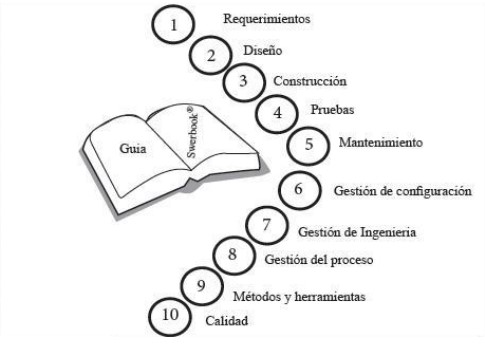 1 Requerimientos
2 Diseño
3 Construcción
4 Pruebas
Guia
Swerbook®
5 Mantenimiento
6 Gestión de configuración
7 Gestión de Ingenieria
8 Gestión del proceso
9 Métodos y herramientas
10 Calidad